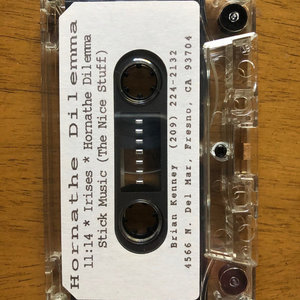 Hornathe Dilemma
11:14 * Irises * Hornathe Dilemma
Stick Music (The Nice Stuff)
Brian Kenney (209) 224-2132
4566 N. Del Mar, Fresno, CA 93704